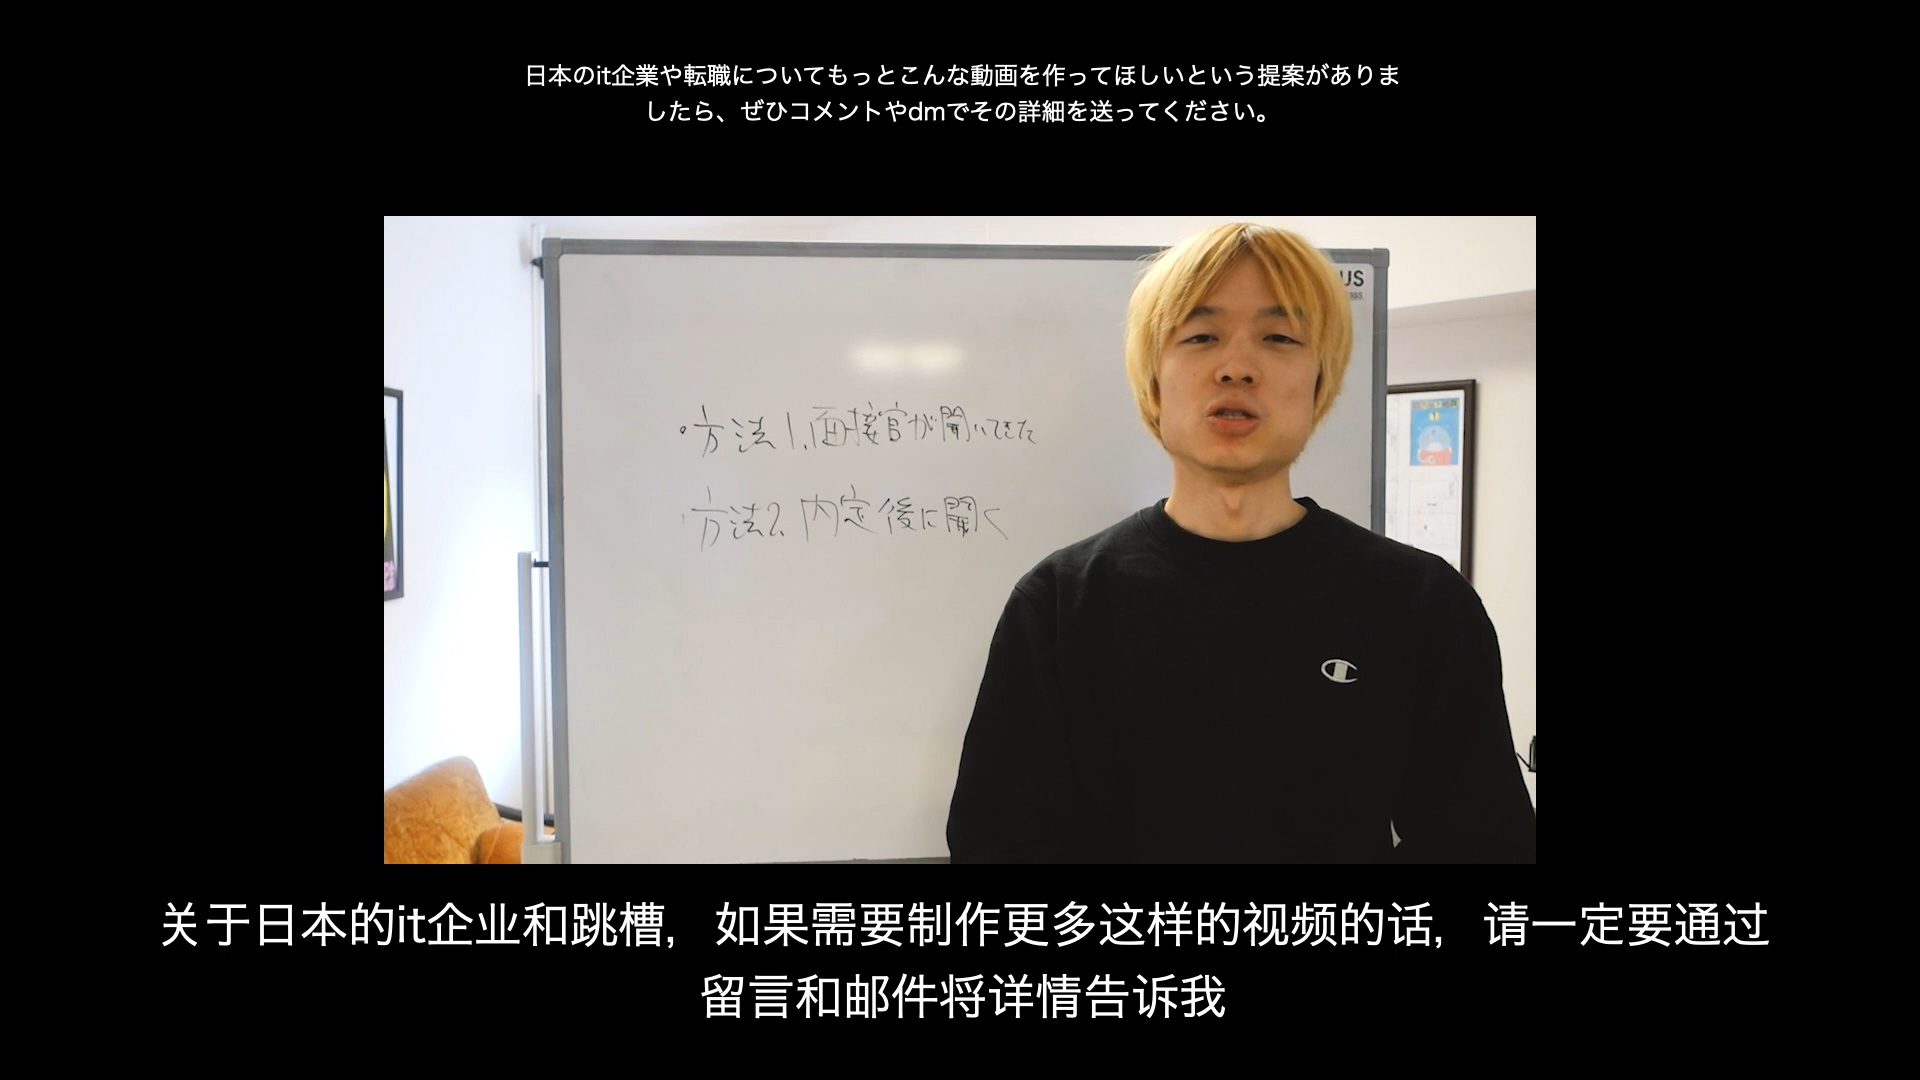 日本のit企業や転職についてもっとこんな動画を作ってほしいという提案がありま
したら、ぜひコメントやdmでその詳細を送ってください。
US
・方法1.面接官が聞いてきた
・方法2.内定後に聞く
关于日本的it企业和跳槽，如果需要制作更多这样的视频的话，请一定要通过
留言和邮件将详情告诉我